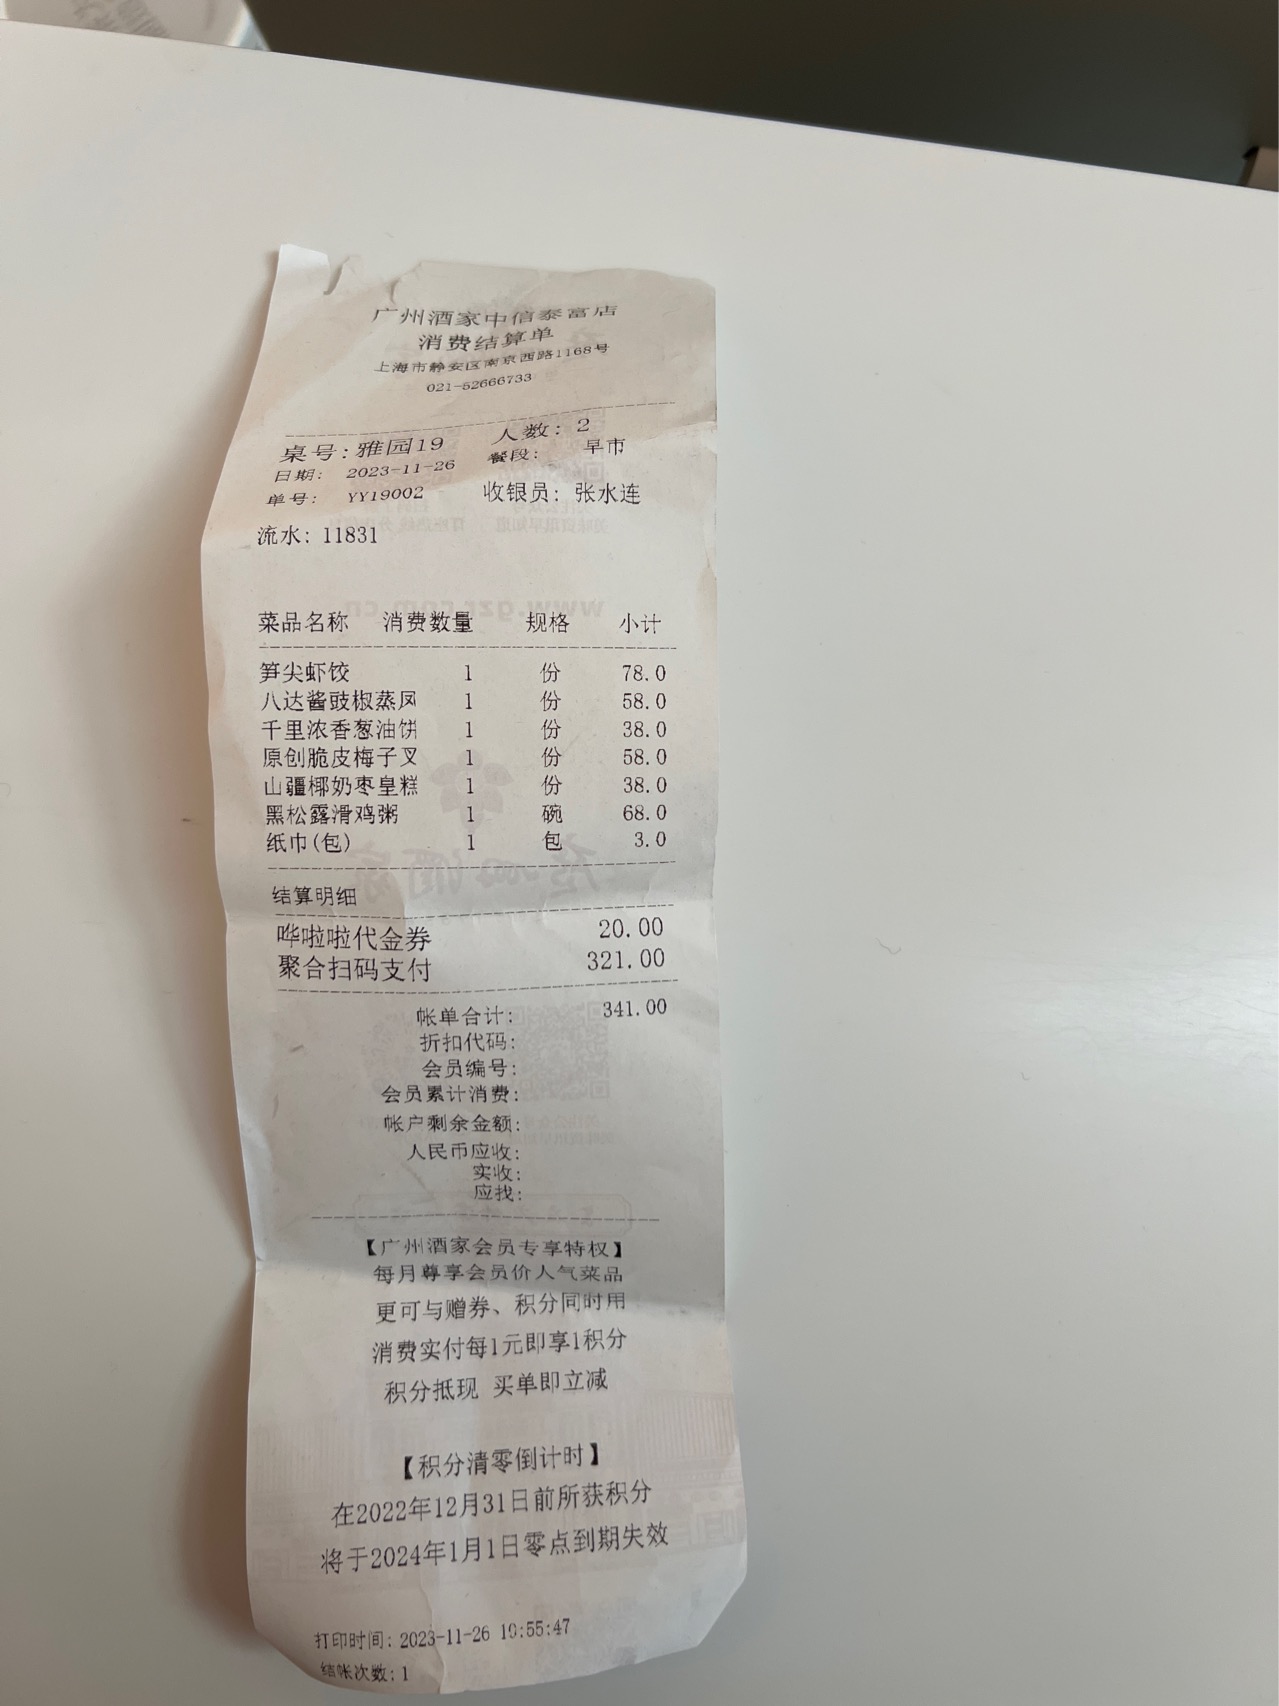 广州酒家中信泰富店
消费结算单
上海市静安区南京西路1168号
021-52666733
桌号:雅园19 人数: 2
日期: 2023-11-26 餐段: 早市
单号: YY19002 收银员: 张水连
流水: 11831
菜品名称 消费数量 规格 小计
笋尖虾饺 1 份 78.0
八达酱豉椒蒸凤 1 份 58.0
千里浓香葱油饼 1 份 38.0
原创脆皮梅子叉 1 份 58.0
山疆椰奶枣皇糕 1 份 38.0
黑松露滑鸡粥 1 碗 68.0
纸巾(包) 1 包 3.0
结算明细
哗啦啦代金券 20.00
聚合扫码支付 321.00
帐单合计: 341.00
折扣代码:
会员编号:
会员累计消费:
帐户剩余金额:
人民币应收:
实收:
应找:
【广州酒家会员专享特权】
每月尊享会员价人气菜品
更可与赠券、积分同时用
消费实付每1元即享1积分
积分抵现 买单即立减
【积分清零倒计时】
在2022年12月31日前所获积分
将于2024年1月1日零点到期失效
打印时间: 2023-11-26 10:55:47
结帐次数: 1